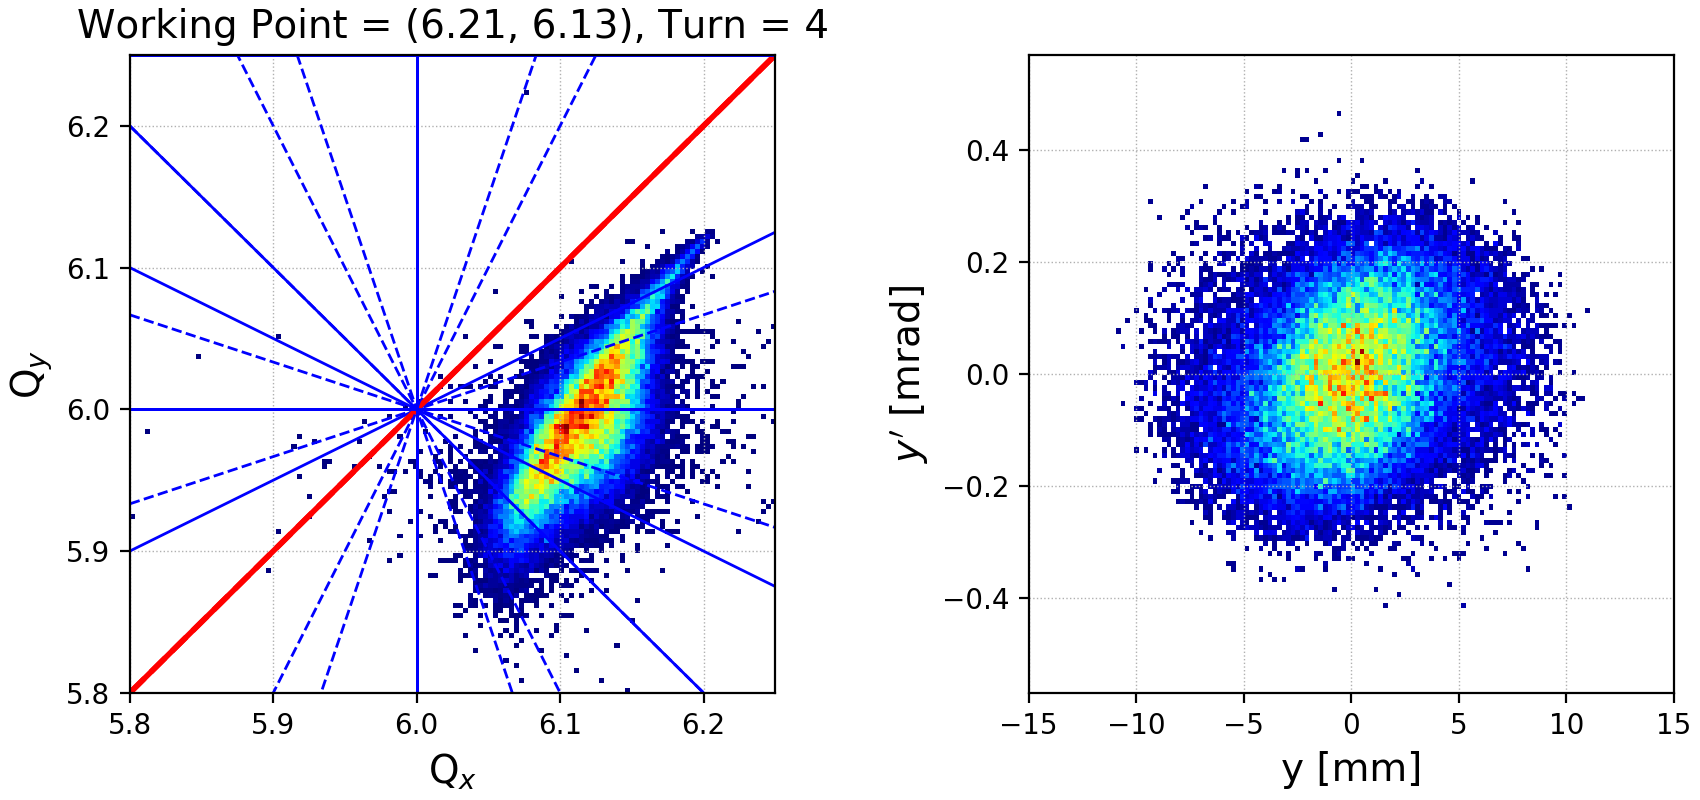 Working Point = (6.21, 6.13), Turn = 4
Qy
6.2
6.1
6.0
5.9
5.8
5.8 5.9 6.0 6.1 6.2
Qx
y′ [mrad]
0.4
0.2
0.0
−0.2
−0.4
−15 −10 −5 0 5 10 15
y [mm]